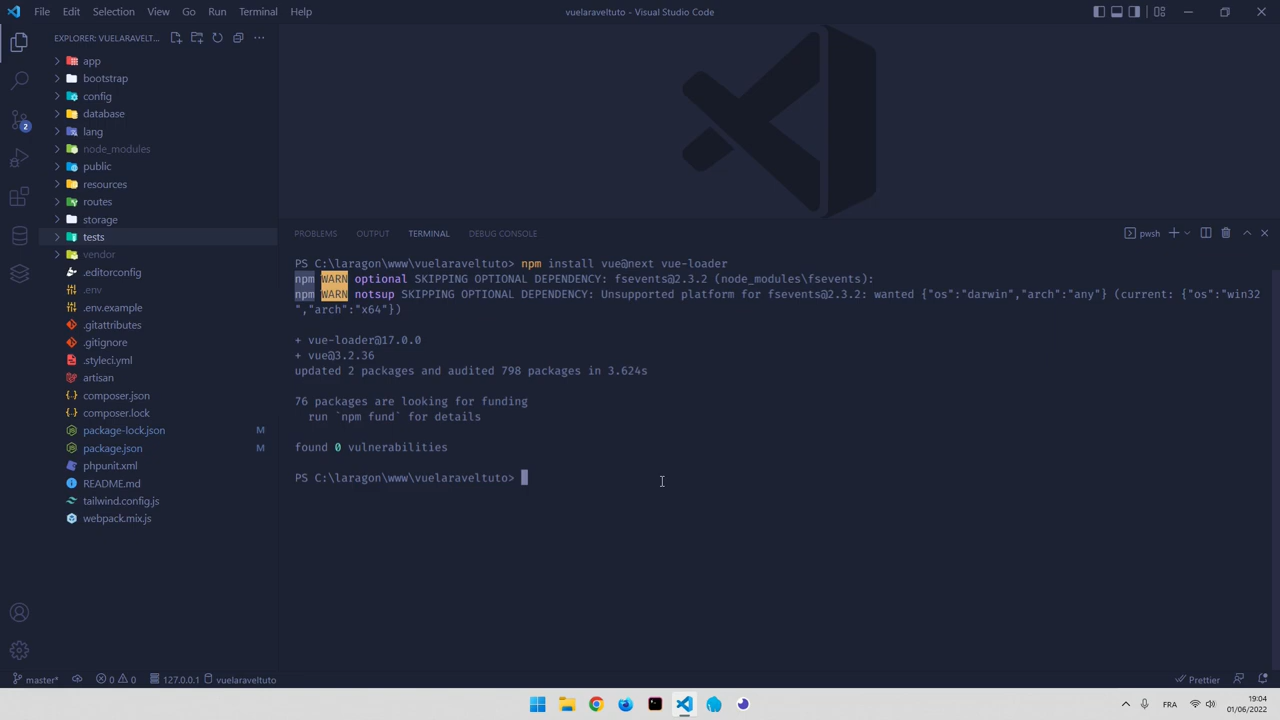 File Edit Selection View Go Run Terminal Help
vuelaraveltuto - Visual Studio Code
EXPLORER: VUELARAVELT...
app
bootstrap
config
database
lang
node_modules
public
resources
routes
storage
tests
vendor
.editorconfig
.env
.env.example
.gitattributes
.gitignore
.styleci.yml
artisan
composer.json
composer.lock
package-lock.json M
package.json M
phpunit.xml
README.md
tailwind.config.js
webpack.mix.js
2
PROBLEMS OUTPUT TERMINAL DEBUG CONSOLE
pwsh
PS C:\laragon\www\vuelaraveltuto> npm install vue@next vue-loader
npm WARN optional SKIPPING OPTIONAL DEPENDENCY: fsevents@2.3.2 (node_modules\fsevents):
npm WARN notsup SKIPPING OPTIONAL DEPENDENCY: Unsupported platform for fsevents@2.3.2: wanted {"os":"darwin","arch":"any"} (current: {"os":"win32
","arch":"x64"})
+ vue-loader@17.0.0
+ vue@3.2.36
updated 2 packages and audited 798 packages in 3.624s
76 packages are looking for funding
run `npm fund` for details
found 0 vulnerabilities
PS C:\laragon\www\vuelaraveltuto>
master* 0 0 127.0.0.1 vuelaraveltuto
Prettier
FRA
19:04
01/06/2022